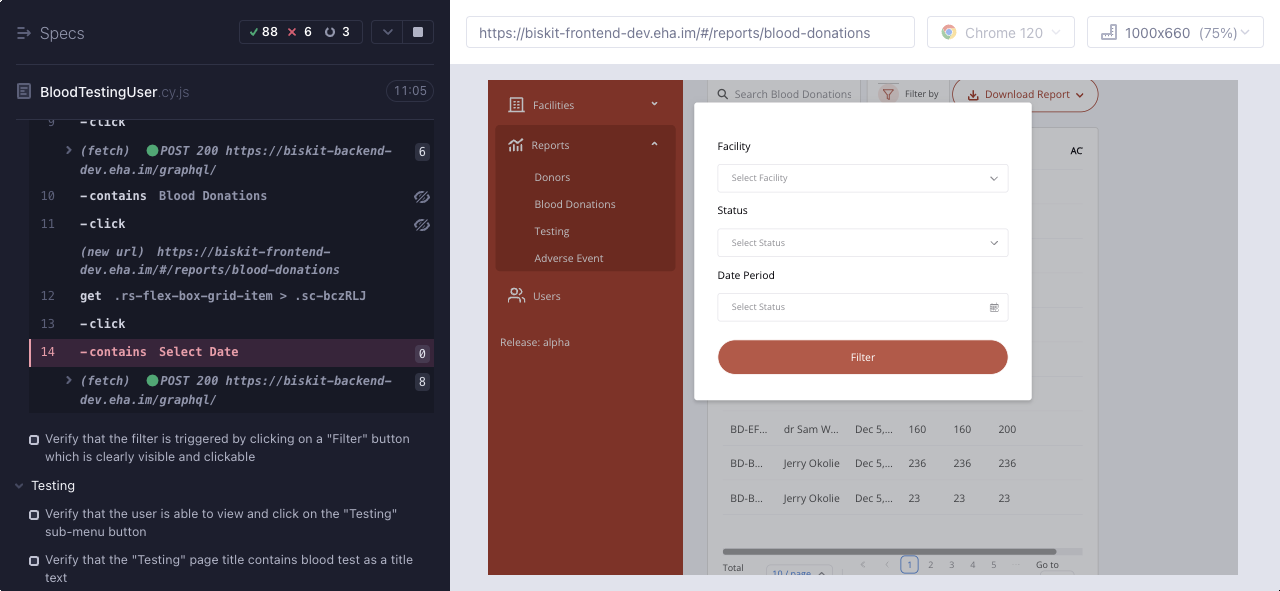 Specs
88 6 3
BloodTestingUser.cy.js 11:05
9 -click
(fetch) POST 200 https://biskit-backend-
dev.eha.im/graphql/ 6
10 -contains Blood Donations
11 -click
(new url) https://biskit-frontend-
dev.eha.im/#/reports/blood-donations
12 get .rs-flex-box-grid-item > .sc-bczRLJ
13 -click
14 -contains Select Date 0
(fetch) POST 200 https://biskit-backend-
dev.eha.im/graphql/ 8
Verify that the filter is triggered by clicking on a "Filter" button
which is clearly visible and clickable
Testing
Verify that the user is able to view and click on the "Testing"
sub-menu button
Verify that the "Testing" page title contains blood test as a title
text
https://biskit-frontend-dev.eha.im/#/reports/blood-donations
Chrome 120
1000x660 (75%)
Facilities
Reports
Donors
Blood Donations
Testing
Adverse Event
Users
Release: alpha
Search Blood Donations
Filter by
Download Report
AC
Facility
Select Facility
Status
Select Status
Date Period
Select Status
Filter
BD-EF... dr Sam W... Dec 5,... 160 160 200
BD-B... Jerry Okolie Dec 5,... 236 236 236
BD-B... Jerry Okolie Dec 5,... 23 23 23
Total 10 / page 1 2 3 4 5 ... Go to